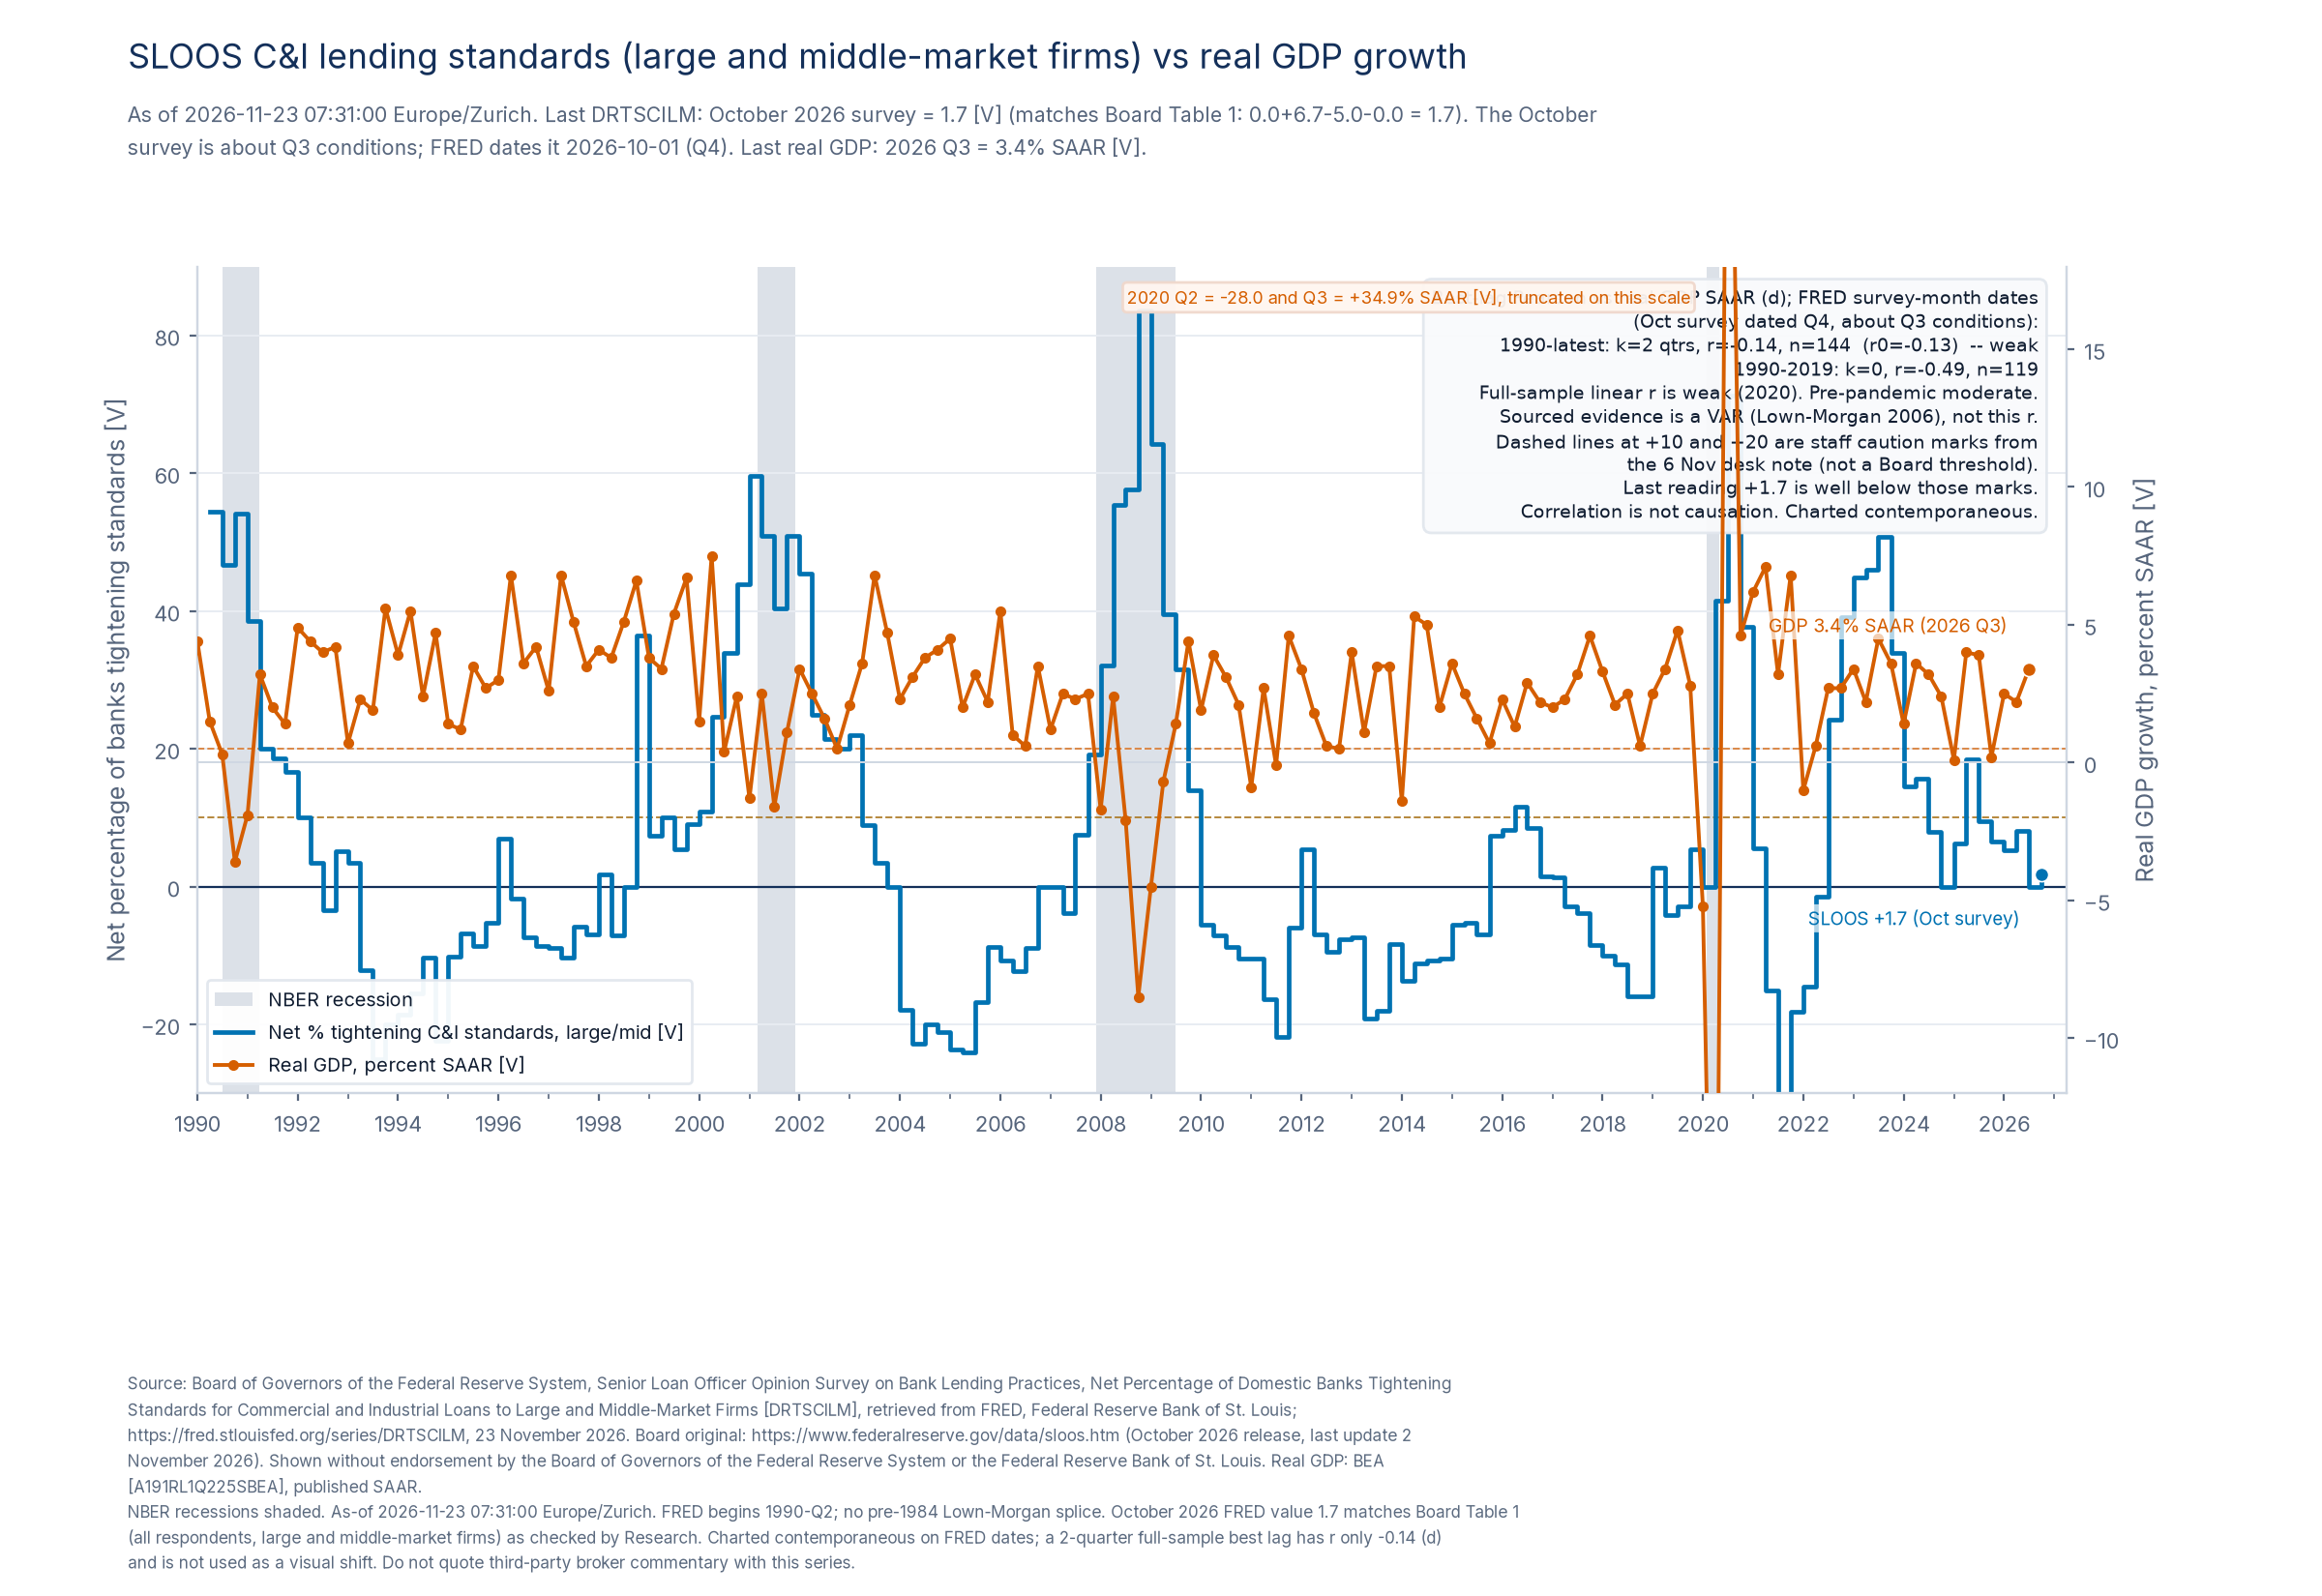 SLOOS C&I lending standards (large and middle-market firms) vs real GDP growth
As of 2026-11-23 07:31:00 Europe/Zurich. Last DRTSCILM: October 2026 survey = 1.7 [V] (matches Board Table 1: 0.0+6.7-5.0-0.0 = 1.7). The October
survey is about Q3 conditions; FRED dates it 2026-10-01 (Q4). Last real GDP: 2026 Q3 = 3.4% SAAR [V].
2020 Q2 = -28.0 and Q3 = +34.9% SAAR [V], truncated on this scale
SAAR (d); FRED survey-month dates
(Oct survey dated Q4, about Q3 conditions):
1990-latest: k=2 qtrs, r=-0.14, n=144 (r0=-0.13) -- weak
1990-2019: k=0, r=-0.49, n=119
Full-sample linear r is weak (2020). Pre-pandemic moderate.
Sourced evidence is a VAR (Lown-Morgan 2006), not this r.
Dashed lines at +10 and +20 are staff caution marks from
the 6 Nov desk note (not a Board threshold).
Last reading +1.7 is well below those marks.
Correlation is not causation. Charted contemporaneous.
Net percentage of banks tightening standards [V]
80
60
40
20
0
−20
15
10
5
0
−5
−10
Real GDP growth, percent SAAR [V]
GDP 3.4% SAAR (2026 Q3)
SLOOS +1.7 (Oct survey)
NBER recession
Net % tightening C&I standards, large/mid [V]
Real GDP, percent SAAR [V]
1990 1992 1994 1996 1998 2000 2002 2004 2006 2008 2010 2012 2014 2016 2018 2020 2022 2024 2026
Source: Board of Governors of the Federal Reserve System, Senior Loan Officer Opinion Survey on Bank Lending Practices, Net Percentage of Domestic Banks Tightening
Standards for Commercial and Industrial Loans to Large and Middle-Market Firms [DRTSCILM], retrieved from FRED, Federal Reserve Bank of St. Louis;
https://fred.stlouisfed.org/series/DRTSCILM, 23 November 2026. Board original: https://www.federalreserve.gov/data/sloos.htm (October 2026 release, last update 2
November 2026). Shown without endorsement by the Board of Governors of the Federal Reserve System or the Federal Reserve Bank of St. Louis. Real GDP: BEA
[A191RL1Q225SBEA], published SAAR.
NBER recessions shaded. As-of 2026-11-23 07:31:00 Europe/Zurich. FRED begins 1990-Q2; no pre-1984 Lown-Morgan splice. October 2026 FRED value 1.7 matches Board Table 1
(all respondents, large and middle-market firms) as checked by Research. Charted contemporaneous on FRED dates; a 2-quarter full-sample best lag has r only -0.14 (d)
and is not used as a visual shift. Do not quote third-party broker commentary with this series.